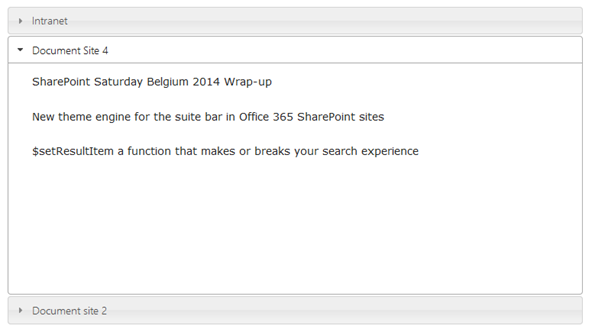 Intranet
Document Site 4
SharePoint Saturday Belgium 2014 Wrap-up
New theme engine for the suite bar in Office 365 SharePoint sites
$setResultItem a function that makes or breaks your search experience
Document site 2